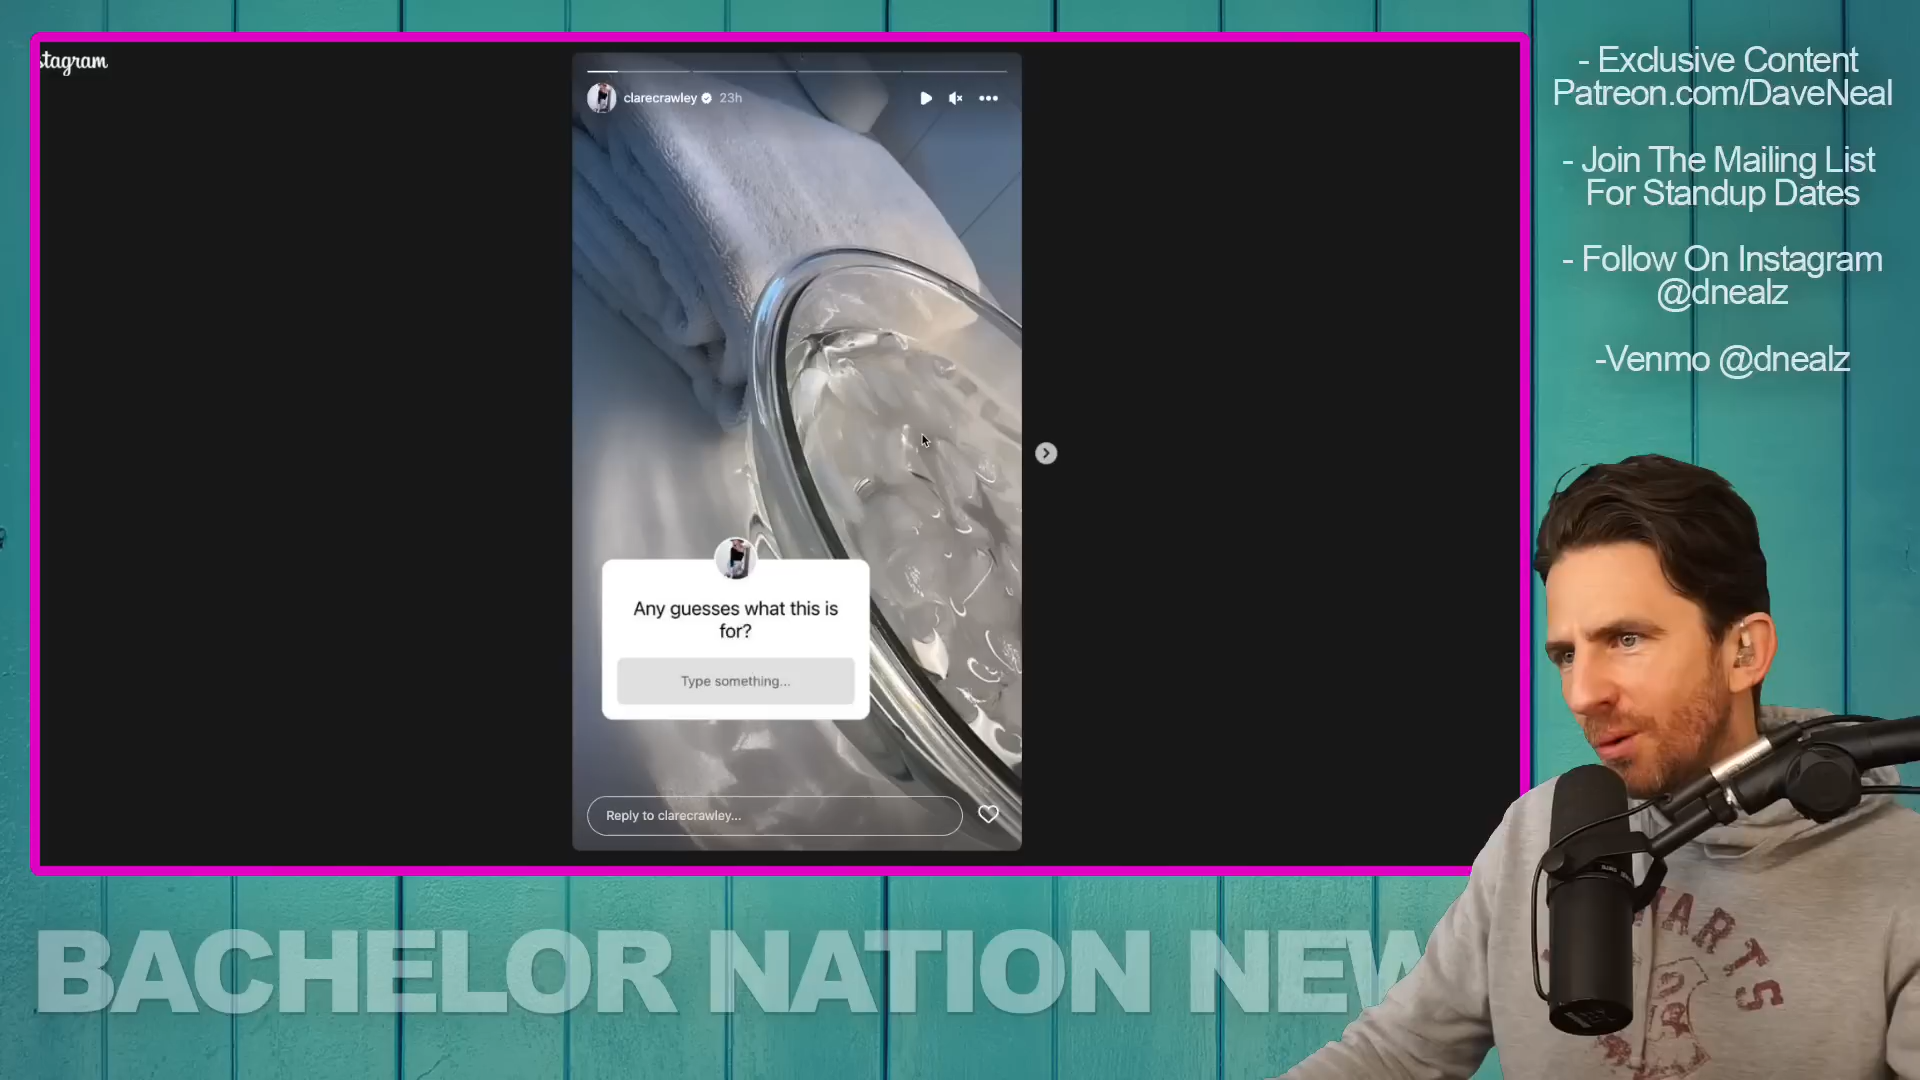 stagram
clarecrawley 23h
Any guesses what this is
for?
Type something...
Reply to clarecrawley...
- Exclusive Content
Patreon.com/DaveNeal
- Join The Mailing List
For Standup Dates
- Follow On Instagram
@dnealz
-Venmo @dnealz
BACHELOR NATION NEW